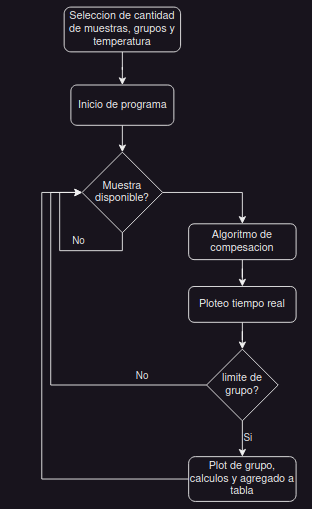 Seleccion de cantidad
de muestras, grupos y
temperatura
Inicio de programa
Muestra
disponible?
No
Algoritmo de
compesacion
Ploteo tiempo real
limite de
grupo?
No
Si
Plot de grupo,
calculos y agregado a
tabla